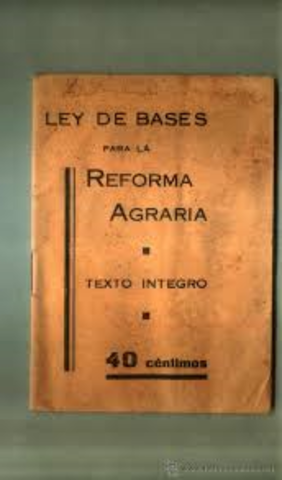 LEY DE BASES
PARA LA
REFORMA
AGRARIA
TEXTO INTEGRO
40 céntimos